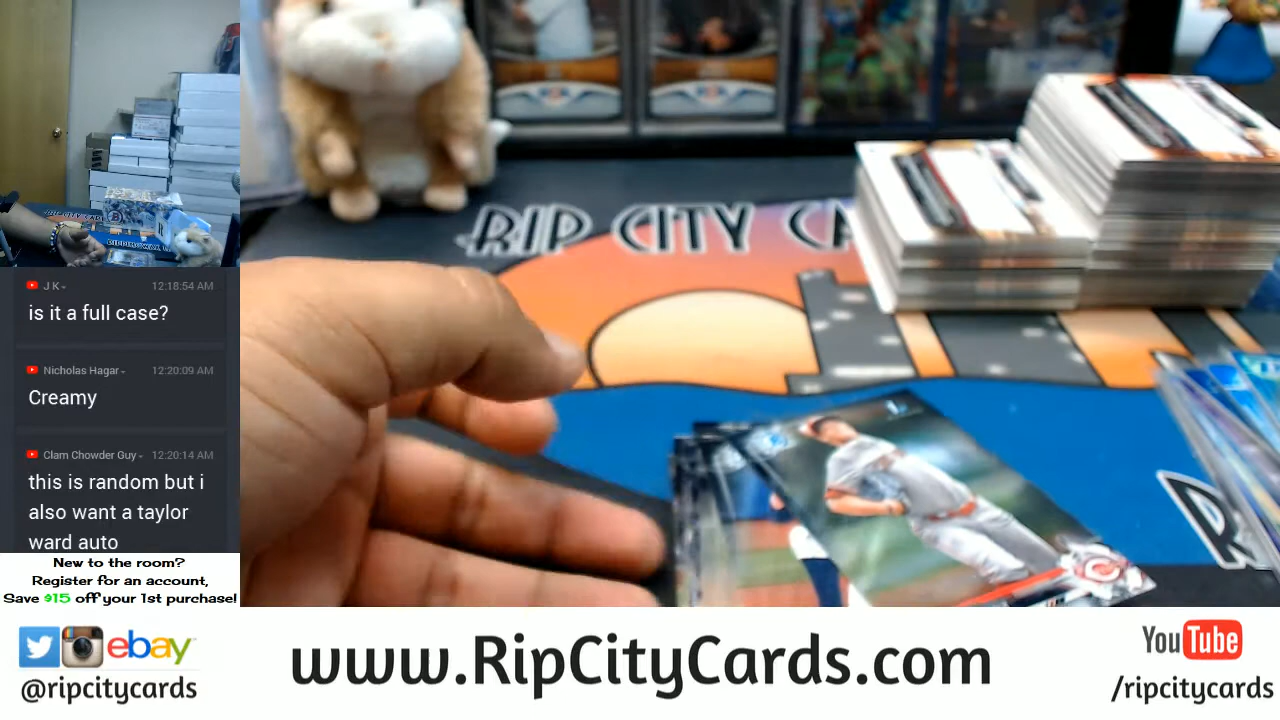 J K
12:18:54 AM
is it a full case?
Nicholas Hagar
12:20:09 AM
Creamy
Clam Chowder Guy
12:20:14 AM
this is random but i
also want a taylor
ward auto
New to the room?
Register for an account,
Save $15 off your 1st purchase!
RIP CITY CA
R
C
ebay
@ripcitycards
www.RipCityCards.com
YouTube
/ripcitycards